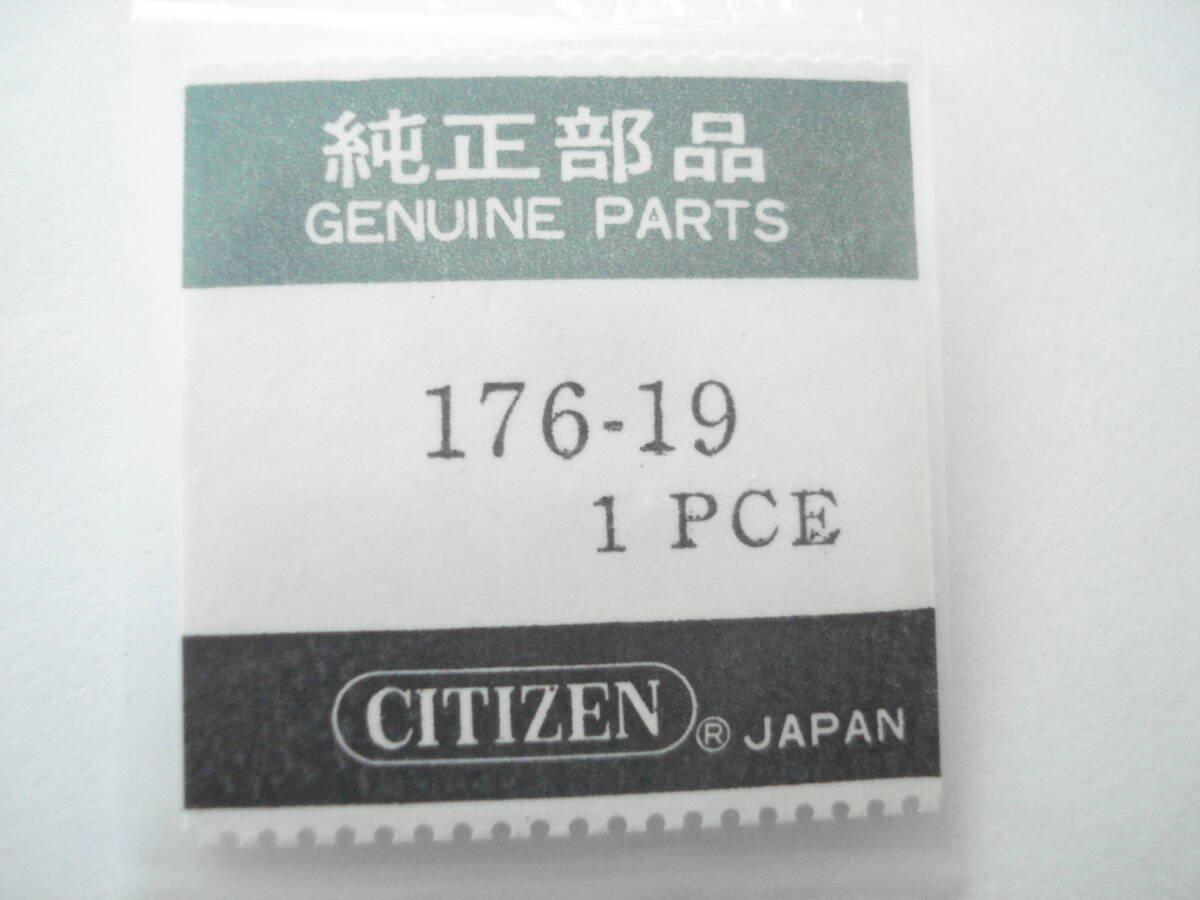 純正部品
GENUINE PARTS
176-19
1 PCE
CITIZEN® JAPAN